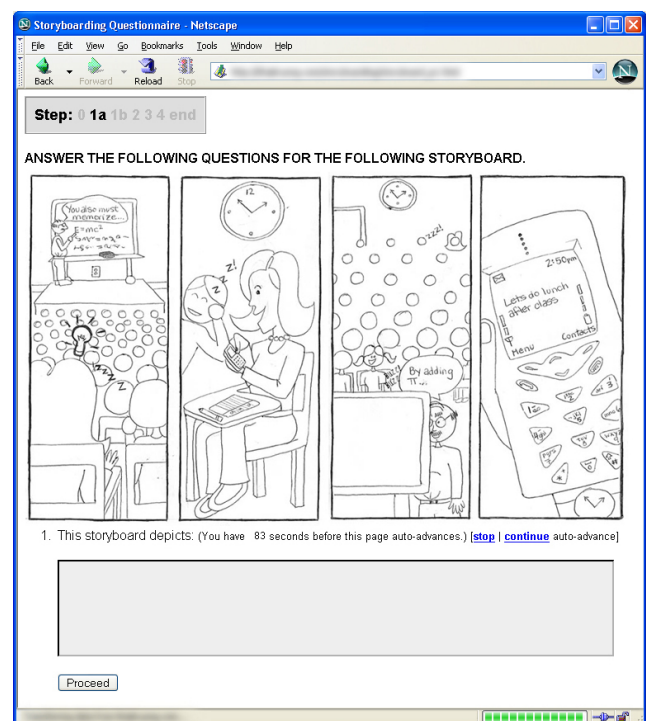 Storyboarding Questionnaire - Netscape
File Edit View Go Bookmarks Tools Window Help
Back Forward Reload Stop
N
Step: 0 1a 1b 2 3 4 end
ANSWER THE FOLLOWING QUESTIONS FOR THE FOLLOWING STORYBOARD.
You also must
memorize...
E=mc²
z z z z
12
z z z!
zzz!
By adding
π...
2:50pm
Lets do lunch
after class
Menu Contacts
1. This storyboard depicts: (You have 83 seconds before this page auto-advances.) [stop | continue auto-advance]
Proceed